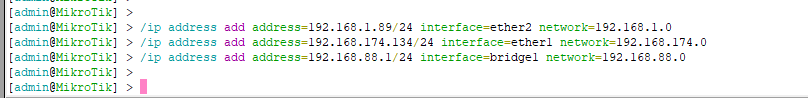 [admin@MikroTik] >
[admin@MikroTik] > /ip address add address=192.168.1.89/24 interface=ether2 network=192.168.1.0
[admin@MikroTik] > /ip address add address=192.168.174.134/24 interface=ether1 network=192.168.174.0
[admin@MikroTik] > /ip address add address=192.168.88.1/24 interface=bridge1 network=192.168.88.0
[admin@MikroTik] >
[admin@MikroTik] >